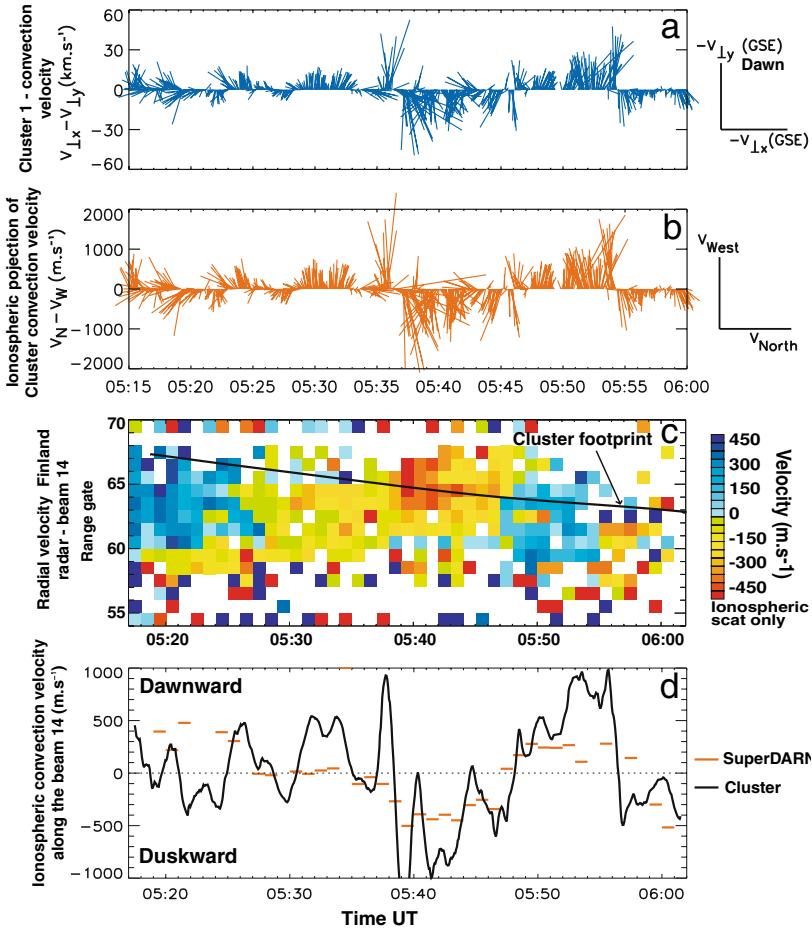 Cluster 1 - convection
velocity
V⊥x – V⊥y (km.s⁻¹)
60
30
0
−30
−60
a
−V⊥y (GSE)
Dawn
−V⊥x (GSE)
Ionospheric pojection of
Cluster convection velocity
V_N – V_W (m.s⁻¹)
2000
1000
0
−1000
−2000
b
V_West
V_North
05:15 05:20 05:25 05:30 05:35 05:40 05:45 05:50 05:55 06:00
Radial velocity Finland
radar - beam 14
Range gate
70
65
60
55
c
Cluster footprint
05:20 05:30 05:40 05:50 06:00
450
300
150
0
-150
-300
-450
Velocity (m.s-1)
Ionospheric
scat only
Ionospheric convection velocity
along the beam 14 (m.s⁻¹)
1000
500
0
−500
−1000
d
Dawnward
Duskward
SuperDARN
Cluster
05:20 05:30 05:40 05:50 06:00
Time UT